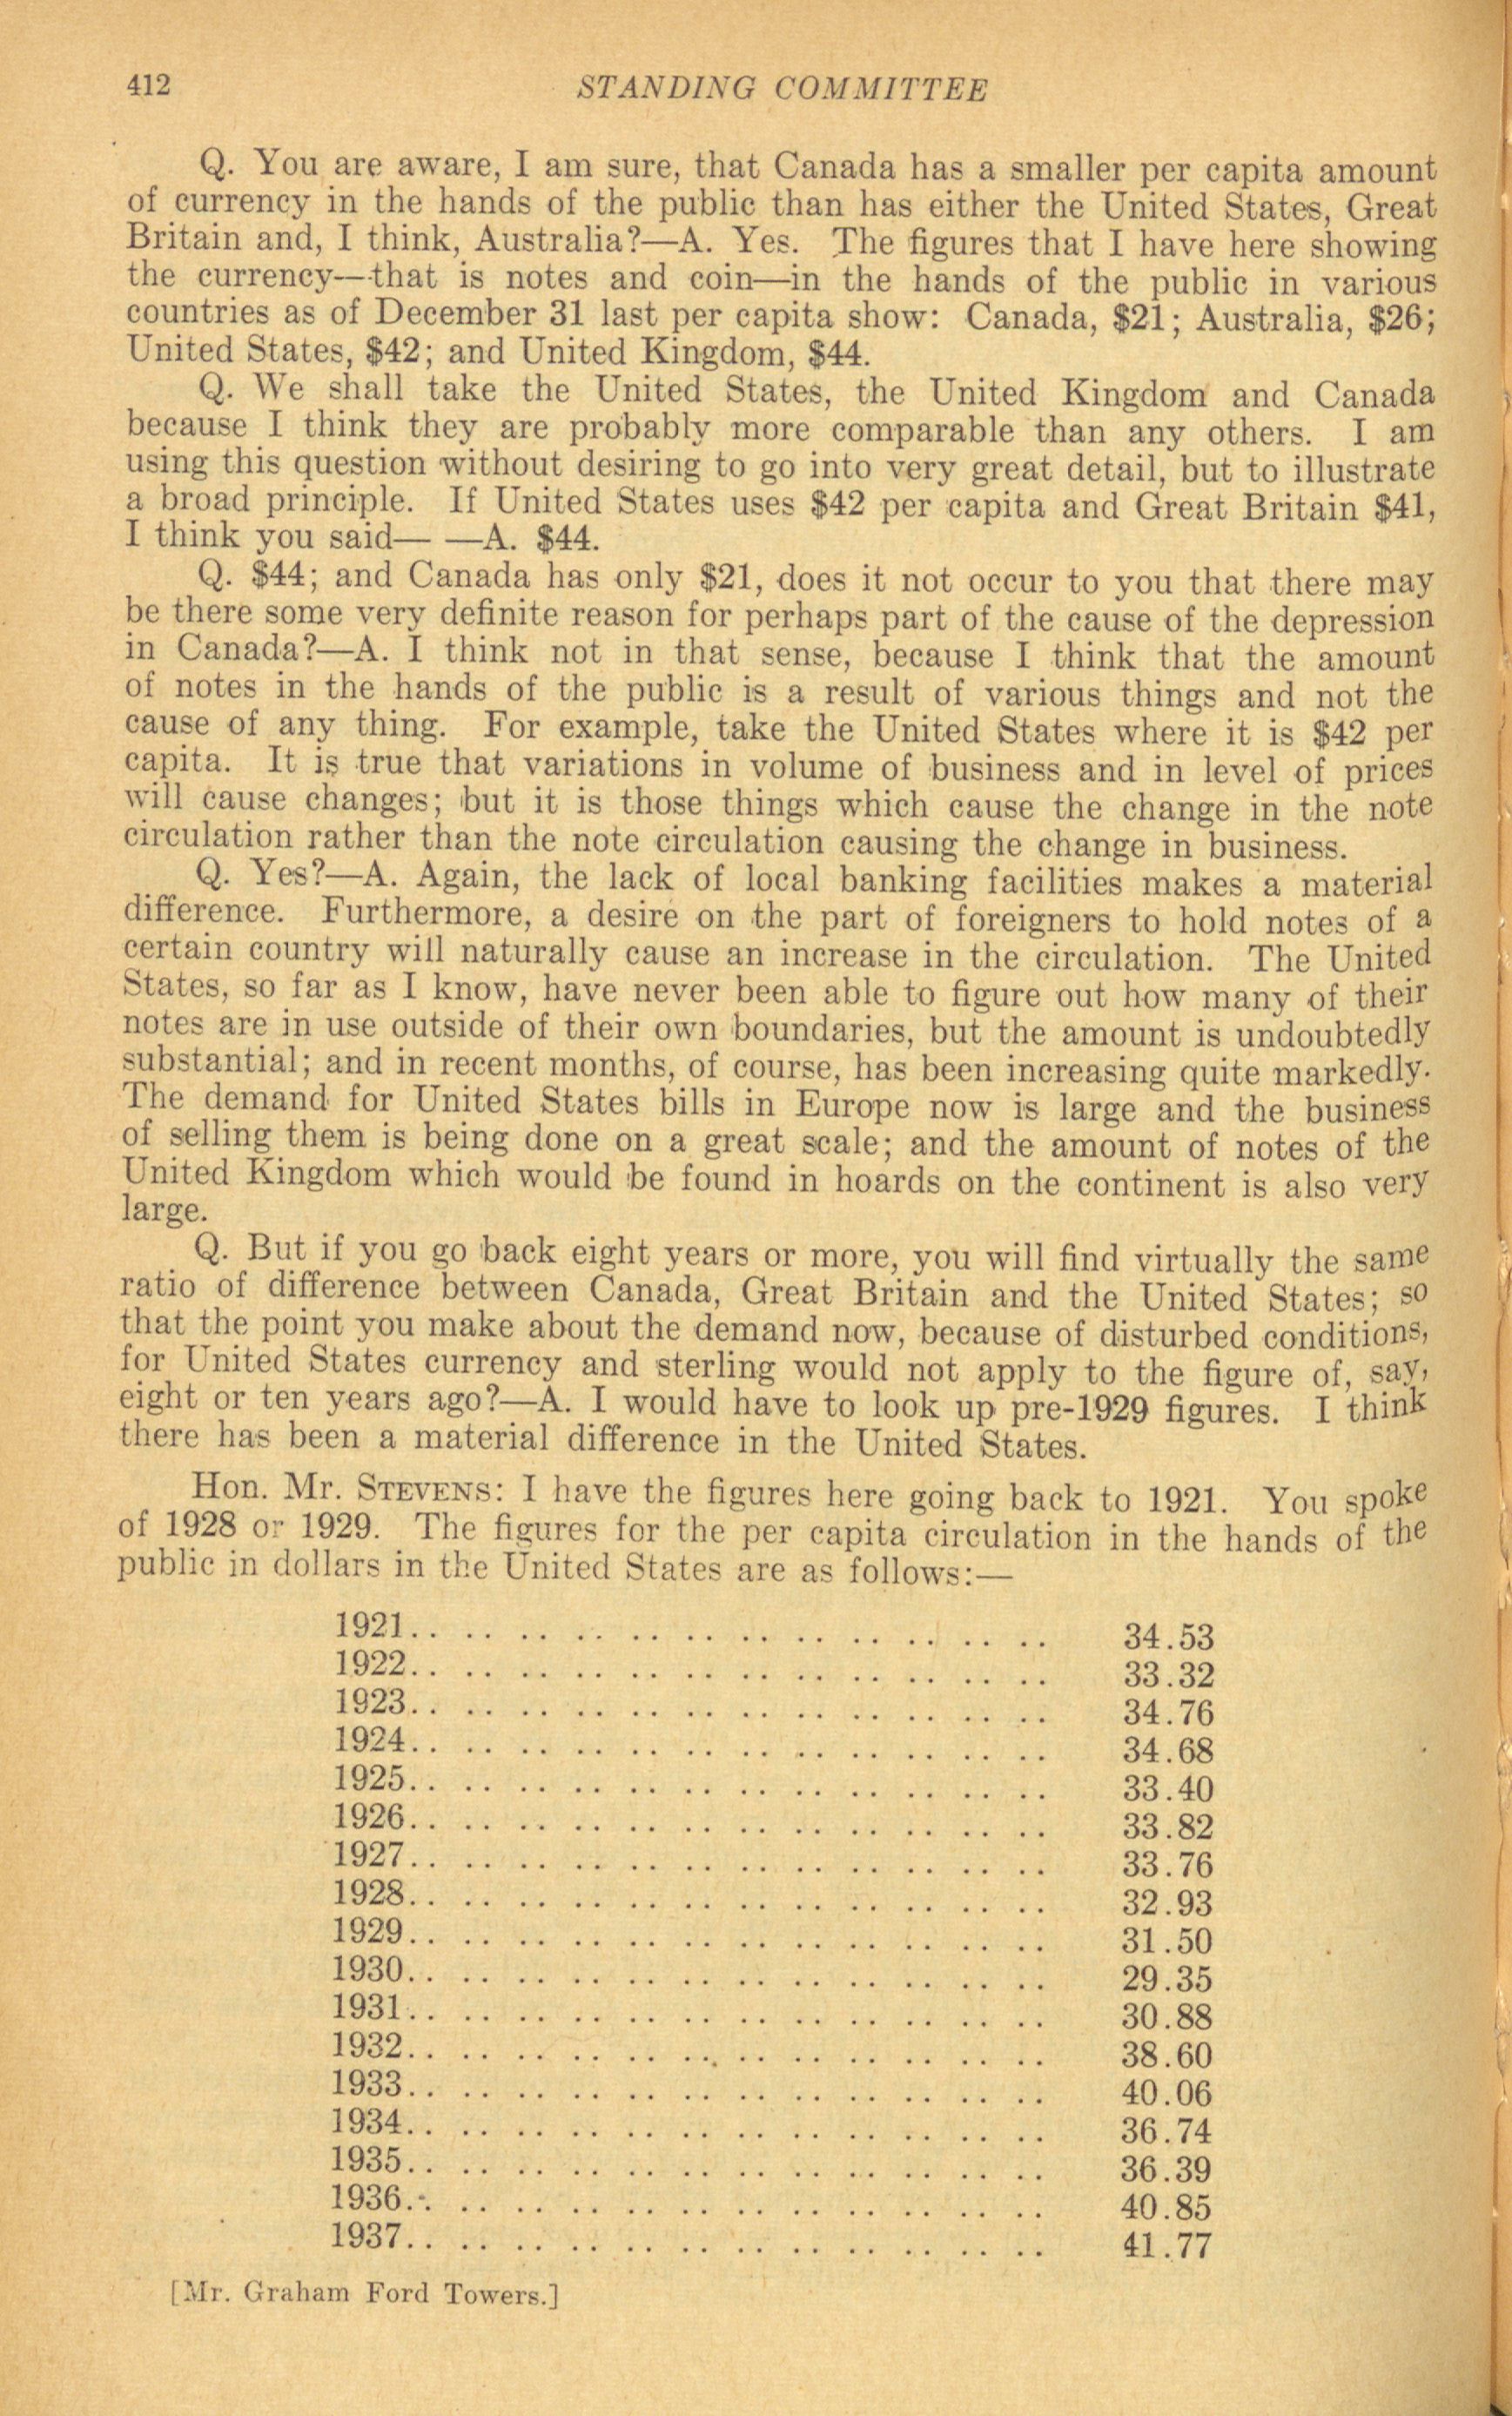 412 STANDING COMMITTEE
Q. You are aware, I am sure, that Canada has a smaller per capita amount
of currency in the hands of the public than has either the United States, Great
Britain and, I think, Australia?—A. Yes. The figures that I have here showing
the currency—that is notes and coin—in the hands of the public in various
countries as of December 31 last per capita show: Canada, $21; Australia, $26;
United States, $42; and United Kingdom, $44.
Q. We shall take the United States, the United Kingdom and Canada
because I think they are probably more comparable than any others. I am
using this question without desiring to go into very great detail, but to illustrate
a broad principle. If United States uses $42 per capita and Great Britain $41,
I think you said— —A. $44.
Q. $44; and Canada has only $21, does it not occur to you that there may
be there some very definite reason for perhaps part of the cause of the depression
in Canada?—A. I think not in that sense, because I think that the amount
of notes in the hands of the public is a result of various things and not the
cause of any thing. For example, take the United States where it is $42 per
capita. It is true that variations in volume of business and in level of prices
will cause changes; but it is those things which cause the change in the note
circulation rather than the note circulation causing the change in business.
Q. Yes?—A. Again, the lack of local banking facilities makes a material
difference. Furthermore, a desire on the part of foreigners to hold notes of a
certain country will naturally cause an increase in the circulation. The United
States, so far as I know, have never been able to figure out how many of their
notes are in use outside of their own boundaries, but the amount is undoubtedly
substantial; and in recent months, of course, has been increasing quite markedly.
The demand for United States bills in Europe now is large and the business
of selling them is being done on a great scale; and the amount of notes of the
United Kingdom which would be found in hoards on the continent is also very
large.
Q. But if you go back eight years or more, you will find virtually the same
ratio of difference between Canada, Great Britain and the United States; so
that the point you make about the demand now, because of disturbed conditions,
for United States currency and sterling would not apply to the figure of, say,
eight or ten years ago?—A. I would have to look up pre-1929 figures. I think
there has been a material difference in the United States.
Hon. Mr. STEVENS: I have the figures here going back to 1921. You spoke
of 1928 or 1929. The figures for the per capita circulation in the hands of the
public in dollars in the United States are as follows:—
1921.. .. .. .. .. .. .. .. .. .. .. .. 34.53
1922.. .. .. .. .. .. .. .. .. .. .. .. 33.32
1923.. .. .. .. .. .. .. .. .. .. .. .. 34.76
1924.. .. .. .. .. .. .. .. .. .. .. .. 34.68
1925.. .. .. .. .. .. .. .. .. .. .. .. 33.40
1926.. .. .. .. .. .. .. .. .. .. .. .. 33.82
1927.. .. .. .. .. .. .. .. .. .. .. .. 33.76
1928.. .. .. .. .. .. .. .. .. .. .. .. 32.93
1929.. .. .. .. .. .. .. .. .. .. .. .. 31.50
1930.. .. .. .. .. .. .. .. .. .. .. .. 29.35
1931.. .. .. .. .. .. .. .. .. .. .. .. 30.88
1932.. .. .. .. .. .. .. .. .. .. .. .. 38.60
1933.. .. .. .. .. .. .. .. .. .. .. .. 40.06
1934.. .. .. .. .. .. .. .. .. .. .. .. 36.74
1935.. .. .. .. .. .. .. .. .. .. .. .. 36.39
1936.. .. .. .. .. .. .. .. .. .. .. .. 40.85
1937.. .. .. .. .. .. .. .. .. .. .. .. 41.77
[Mr. Graham Ford Towers.]